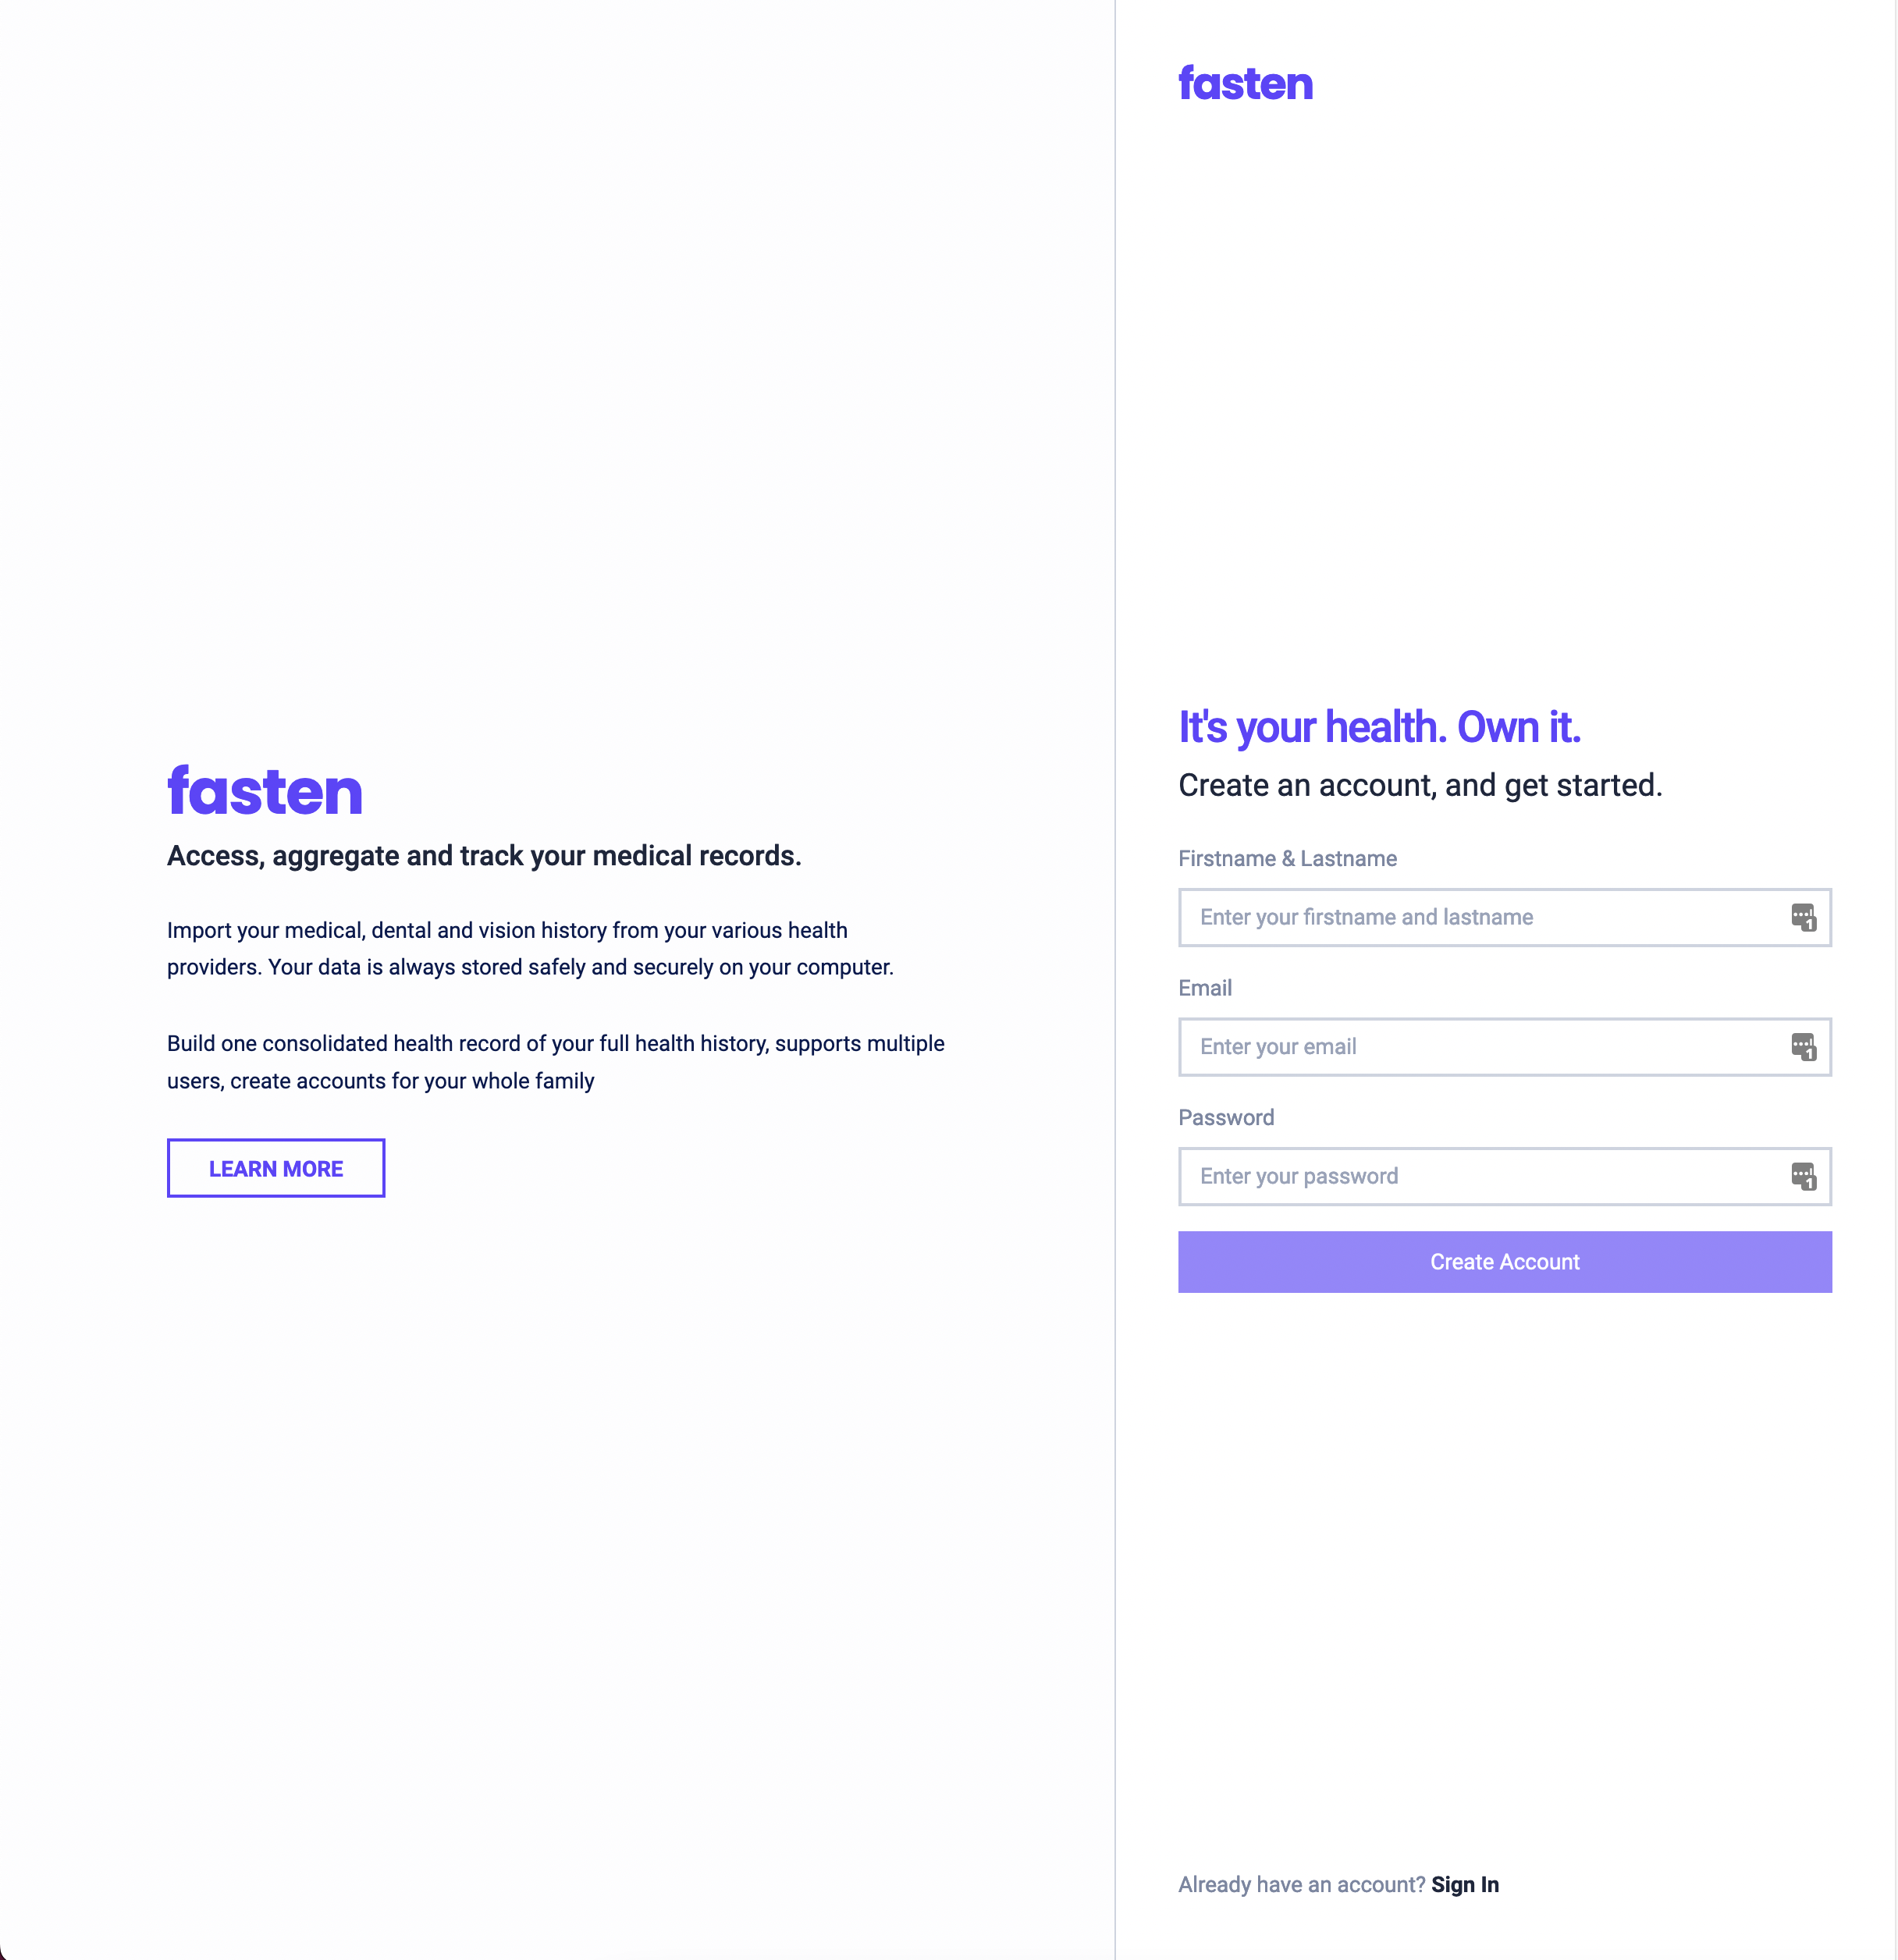 fasten
Access, aggregate and track your medical records.
Import your medical, dental and vision history from your various health
providers. Your data is always stored safely and securely on your computer.
Build one consolidated health record of your full health history, supports multiple
users, create accounts for your whole family
LEARN MORE
fasten
It's your health. Own it.
Create an account, and get started.
Firstname & Lastname
Enter your firstname and lastname
1
Email
Enter your email
1
Password
Enter your password
1
Create Account
Already have an account? Sign In